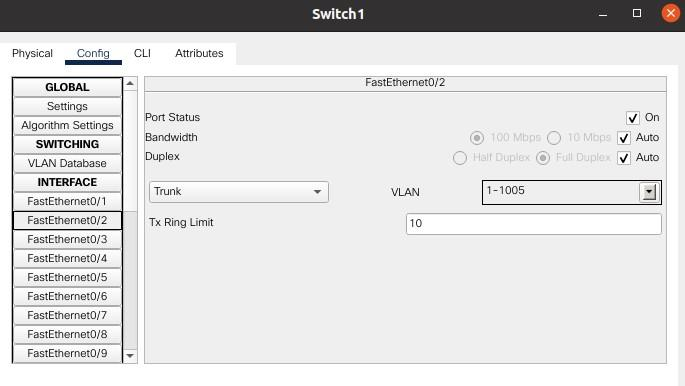 Switch1
Physical Config CLI Attributes
GLOBAL
Settings
Algorithm Settings
SWITCHING
VLAN Database
INTERFACE
FastEthernet0/1
FastEthernet0/2
FastEthernet0/3
FastEthernet0/4
FastEthernet0/5
FastEthernet0/6
FastEthernet0/7
FastEthernet0/8
FastEthernet0/9
FastEthernet0/2
Port Status On
Bandwidth 100 Mbps 10 Mbps Auto
Duplex Half Duplex Full Duplex Auto
Trunk VLAN 1-1005
Tx Ring Limit 10